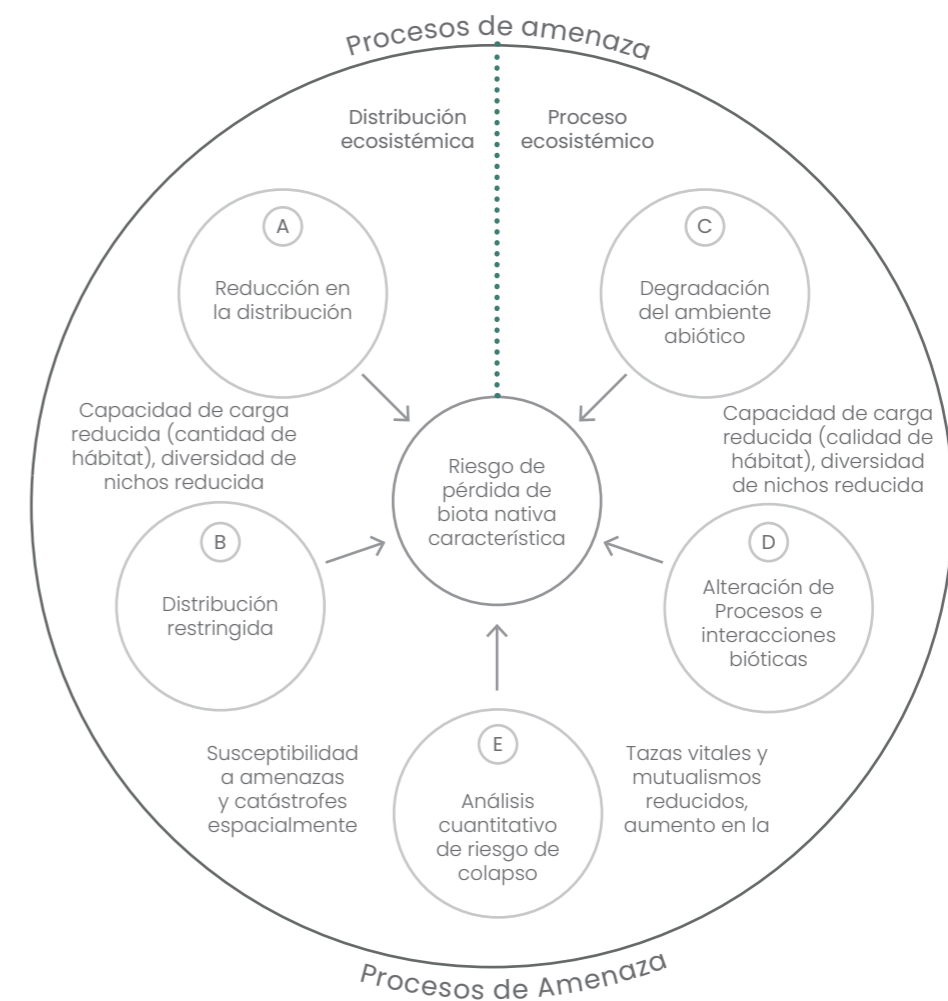 Procesos de amenaza
Distribución
ecosistémica
Proceso
ecosistémico
A
Reducción en
la distribución
C
Degradación
del ambiente
abiótico
Capacidad de carga
reducida (cantidad de
hábitat), diversidad de
nichos reducida
Riesgo de
pérdida de
biota nativa
característica
Capacidad de carga
reducida (calidad de
hábitat), diversidad
de nichos reducida
B
Distribución
restringida
D
Alteración de
Procesos e
interacciones
bióticas
Susceptibilidad
a amenazas
y catástrofes
espacialmente
E
Análisis
cuantitativo
de riesgo de
colapso
Tazas vitales y
mutualismos
reducidos,
aumento en la
Procesos de Amenaza